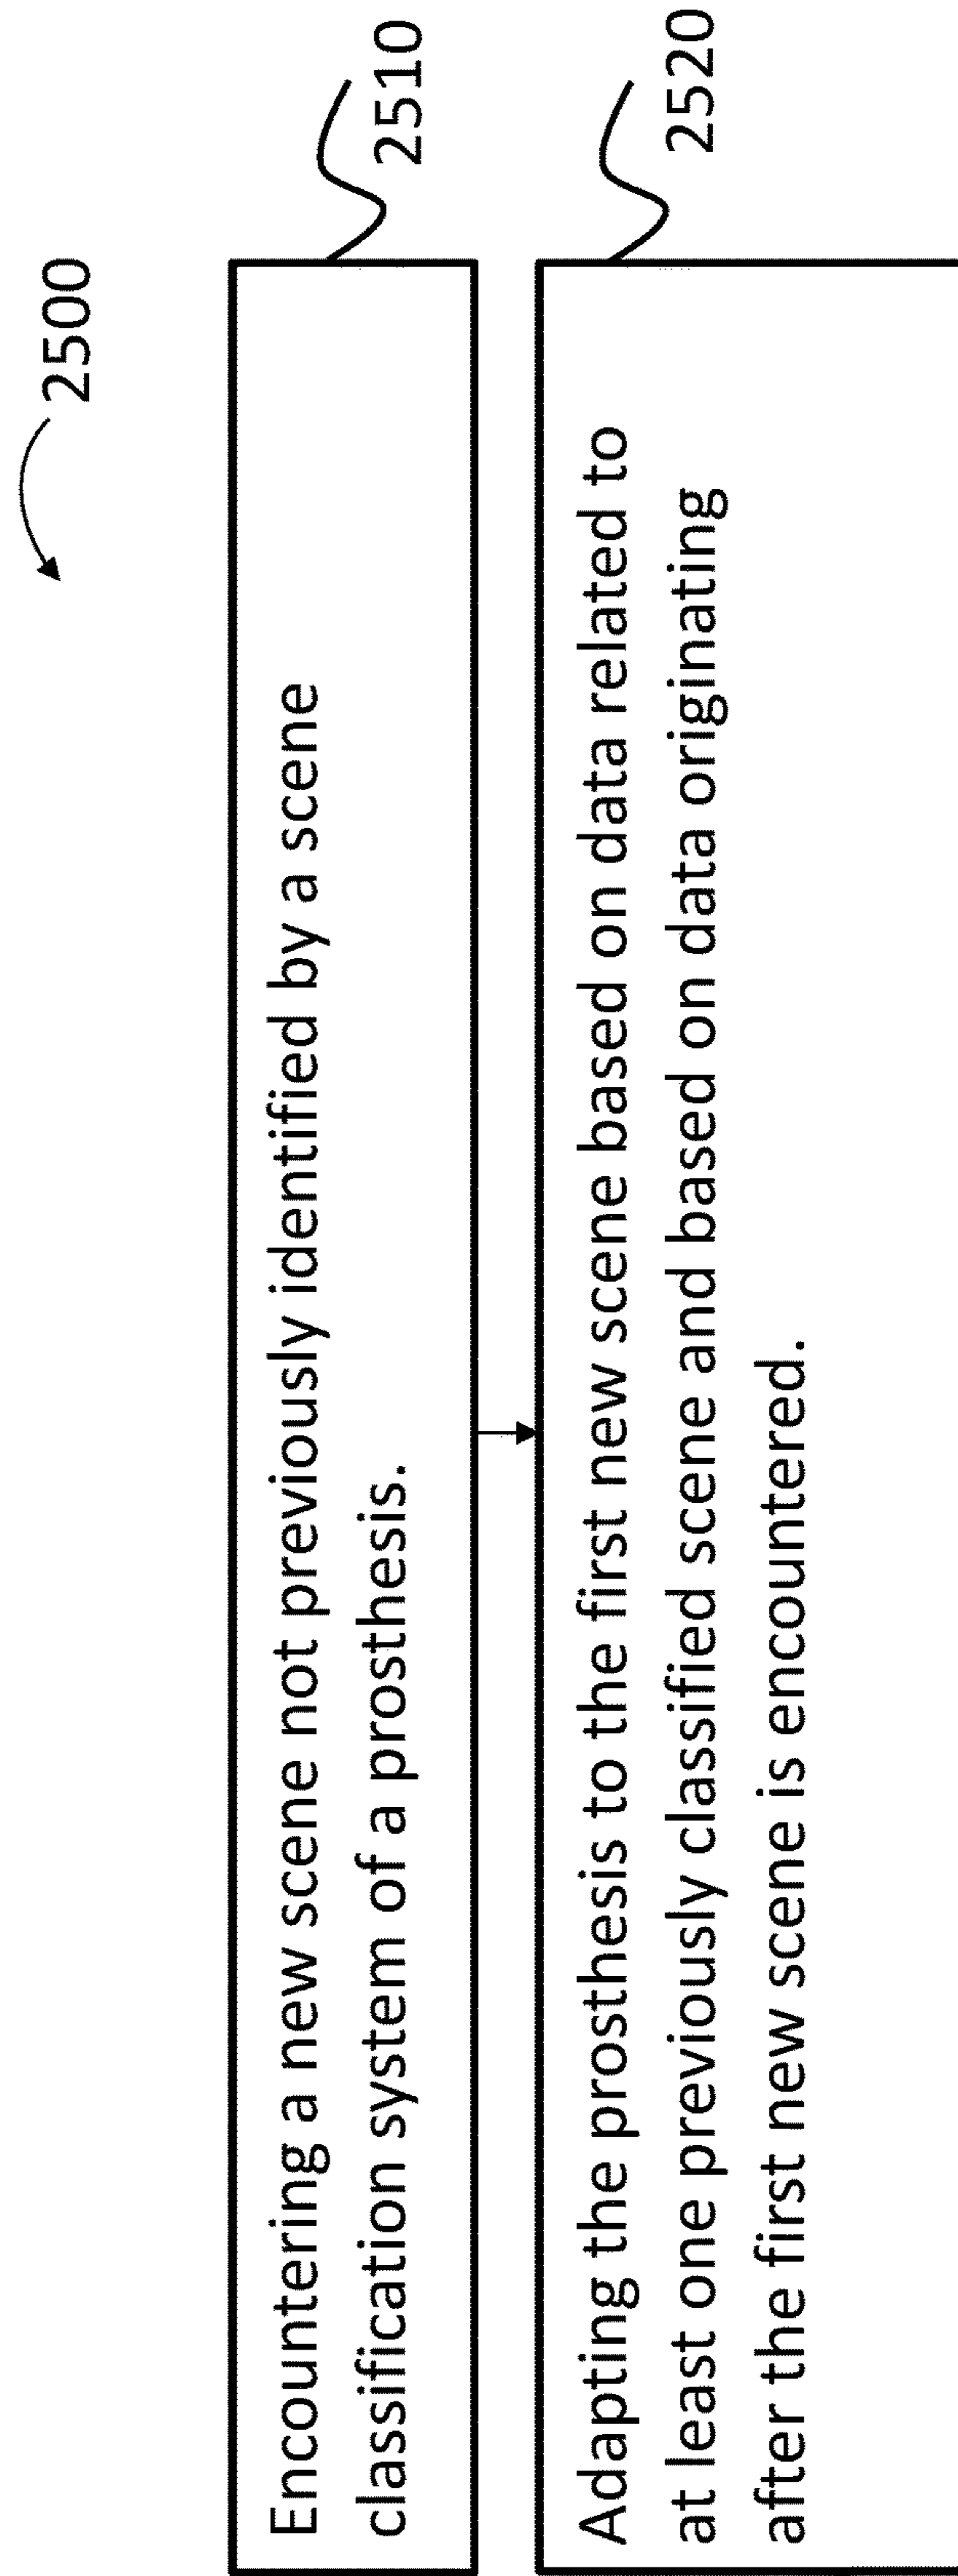 2500
Encountering a new scene not previously identified by a scene
classification system of a prosthesis.
2510
Adapting the prosthesis to the first new scene based on data related to
at least one previously classified scene and based on data originating
after the first new scene is encountered.
2520